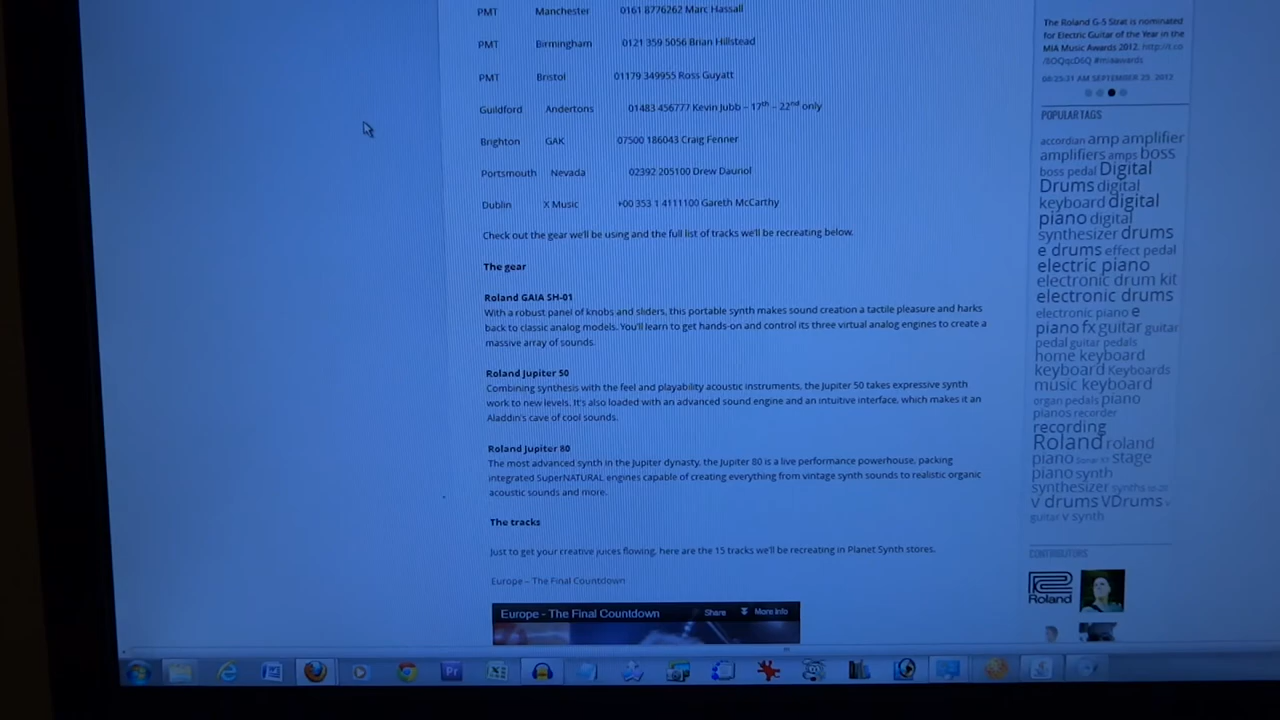 PMT Manchester 0161 8776262 Marc Hassall
PMT Birmingham 0121 359 5056 Brian Hillstead
PMT Bristol 01179 349955 Ross Guyatt
Guildford Andertons 01483 456777 Kevin Jubb – 17th – 22nd only
Brighton GAK 07500 186043 Craig Fenner
Portsmouth Nevada 02392 205100 Drew Dauriol
Dublin X Music +00 353 1 4111100 Gareth McCarthy
Check out the gear we'll be using and the full list of tracks we'll be recreating below.
The gear
Roland GAIA SH-01
With a robust panel of knobs and sliders, this portable synth makes sound creation a tactile pleasure and harks
back to classic analog models. You'll learn to get hands-on and control its three virtual analog engines to create a
massive array of sounds.
Roland Jupiter 50
Combining synthesis with the feel and playability acoustic instruments, the Jupiter 50 takes expressive synth
work to new levels. It's also loaded with an advanced sound engine and an intuitive interface, which makes it an
Aladdin's cave of cool sounds.
Roland Jupiter 80
The most advanced synth in the Jupiter dynasty, the Jupiter 80 is a live performance powerhouse, packing
integrated SuperNATURAL engines capable of creating everything from vintage synth sounds to realistic organic
acoustic sounds and more.
The tracks
Just to get your creative juices flowing, here are the 15 tracks we'll be recreating in Planet Synth stores.
Europe – The Final Countdown
Europe - The Final Countdown Share More info
The Roland G-5 Strat is nominated
for Electric Guitar of the Year in the
MIA Music Awards 2012. http://t.co
#miaawards
SEPTEMBER 25, 2012
POPULAR TAGS
accordian amp amplifier
amplifiers amps boss
boss pedal Digital
Drums digital
keyboard digital
piano digital
synthesizer drums
e drums effect pedal
electric piano
electronic drum kit
electronic drums
electronic piano e
piano fx guitar guitar
pedal guitar pedals
home keyboard
keyboard Keyboards
music keyboard
organ pedals piano
pianos recorder
recording
Roland roland
piano stage
piano synth
synthesizer synths
v drums VDrums v
guitar v synth
CONTRIBUTERS
Roland
Pr